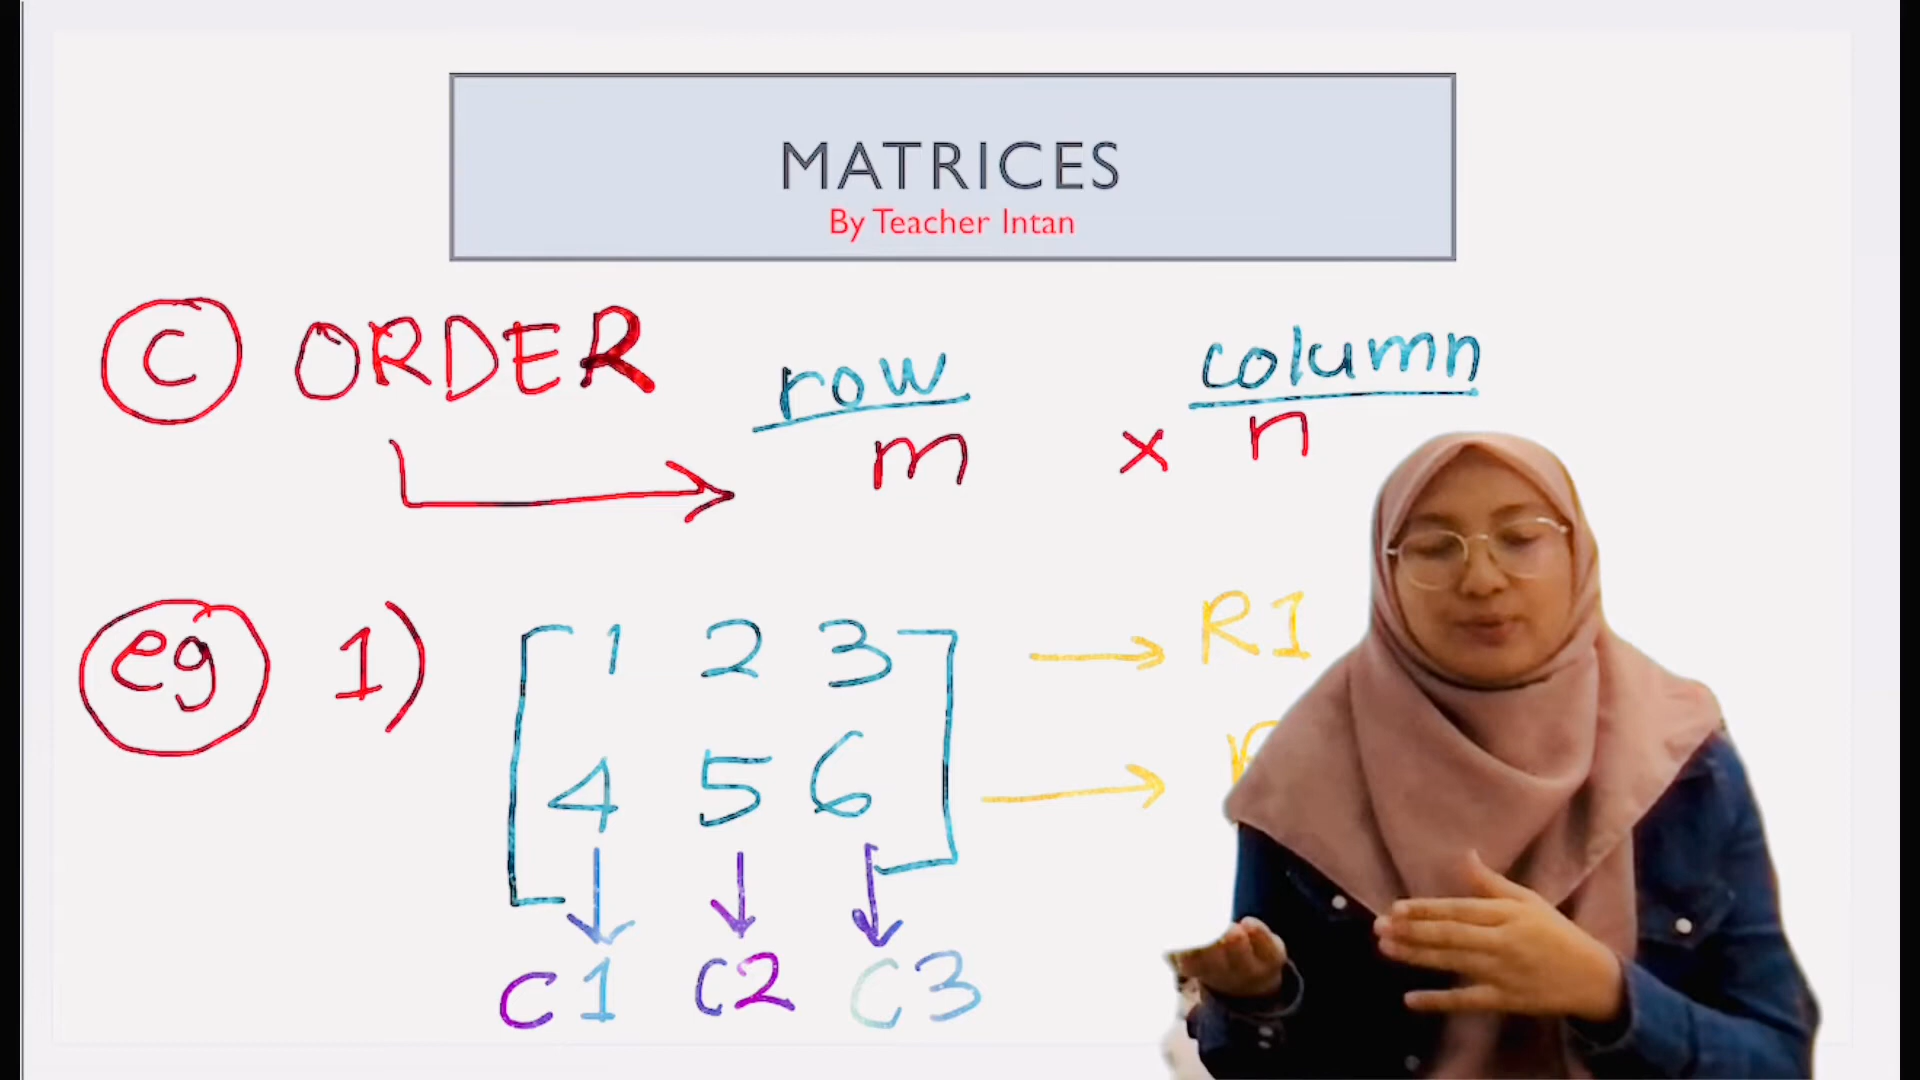 MATRICES
By Teacher Intan
C ORDER
row column
m × n
eg 1) 1 2 3 R1
4 5 6
C1 C2 C3